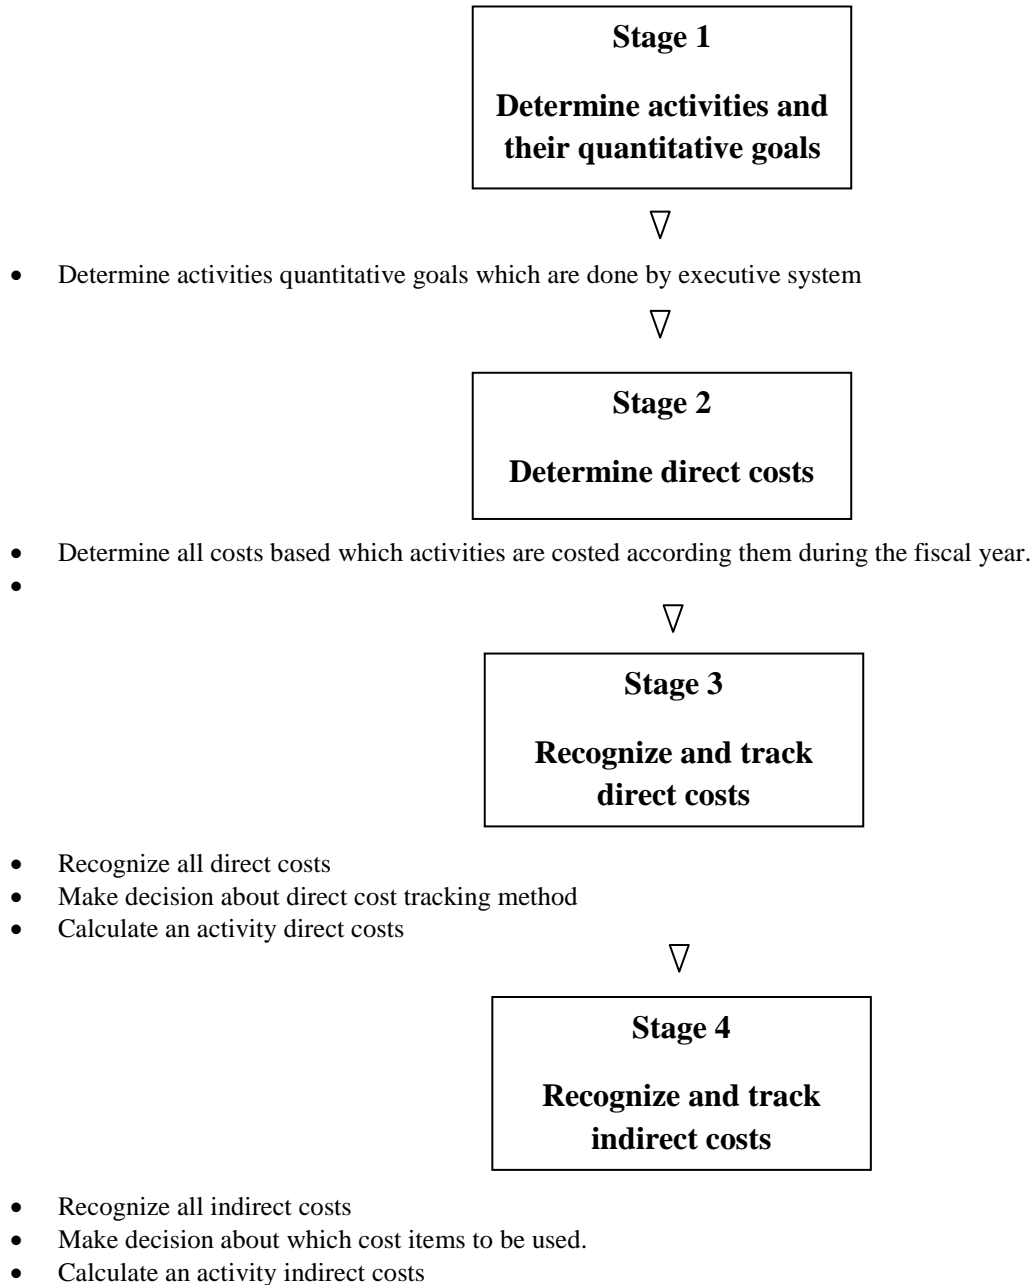 Stage 1
Determine activities and
their quantitative goals
• Determine activities quantitative goals which are done by executive system
Stage 2
Determine direct costs
• Determine all costs based which activities are costed according them during the fiscal year.
•
Stage 3
Recognize and track
direct costs
• Recognize all direct costs
• Make decision about direct cost tracking method
• Calculate an activity direct costs
Stage 4
Recognize and track
indirect costs
• Recognize all indirect costs
• Make decision about which cost items to be used.
• Calculate an activity indirect costs